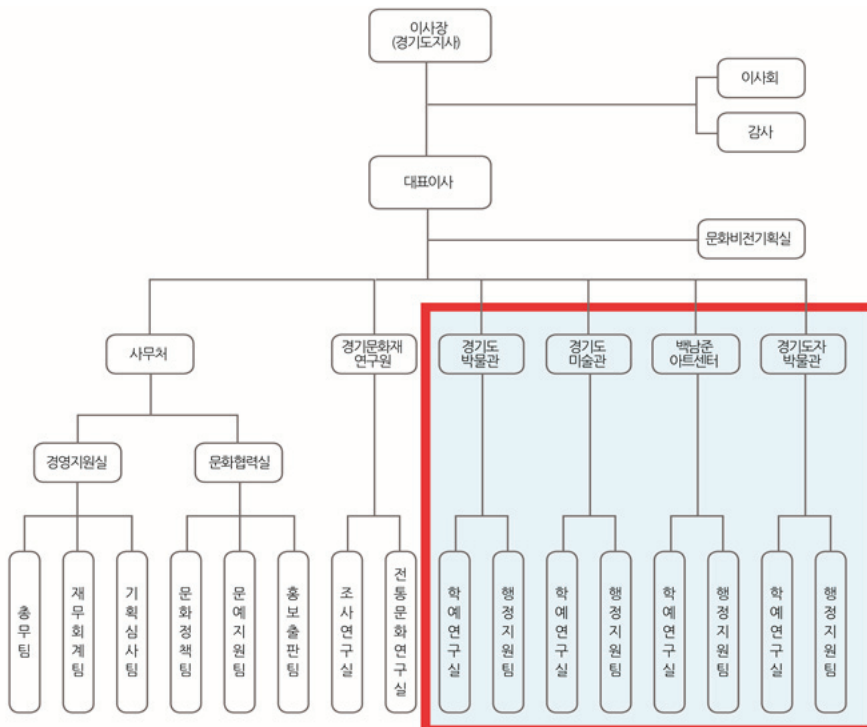 이사장
(경기도지사)
이사회
감사
대표이사
문화비전기획실
사무처
경기문화재
연구원
경기도
박물관
경기도
미술관
백남준
아트센터
경기도자
박물관
경영지원실
문화협력실
총무팀
재무회계팀
기획심사팀
문화정책팀
문예지원팀
홍보출판팀
조사연구실
전통문화연구실
학예연구실
행정지원팀
학예연구실
행정지원팀
학예연구실
행정지원팀
학예연구실
행정지원팀